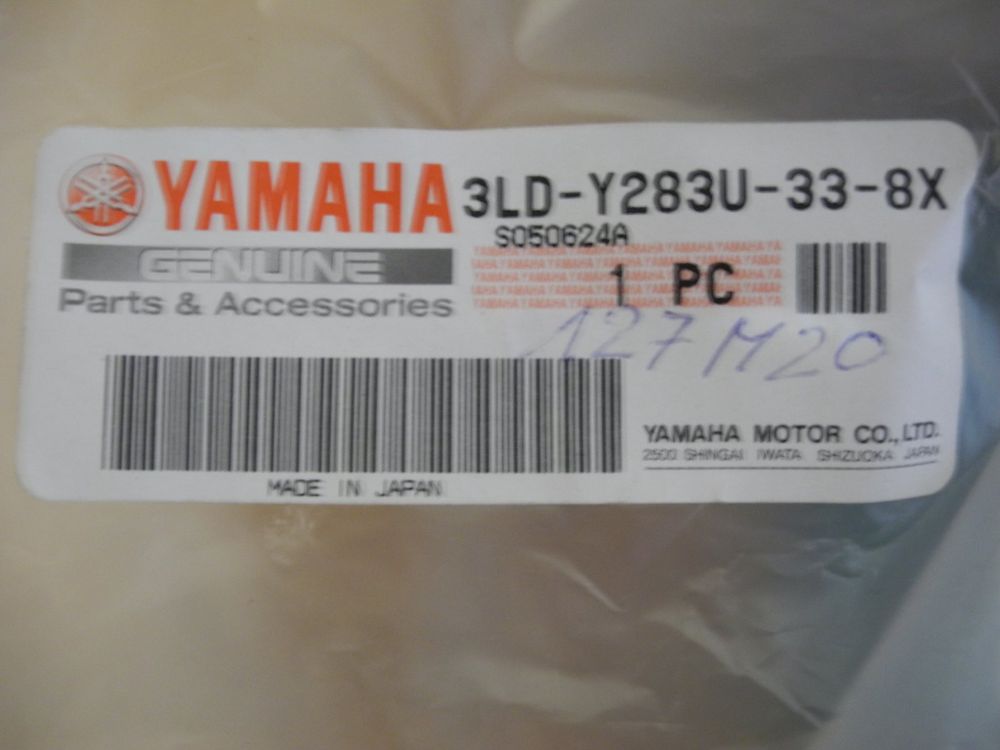 YAMAHA 3LD-Y283U-33-8X
S050624A
GENUINE
1 PC
Parts & Accessories
127M20
YAMAHA MOTOR CO., LTD.
2500 SHINGAI IWATA SHIZUOKA JAPAN
MADE IN JAPAN